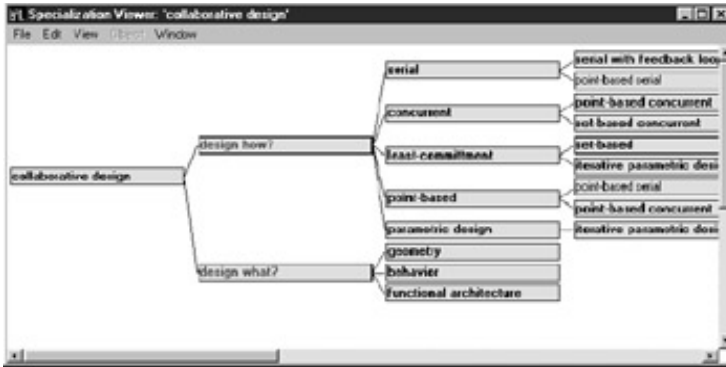 Specialization Viewer: 'collaborative design'
File Edit View Object Window
serial with feedback loop
serial
point-based serial
point-based concurrent
concurrent
set-based concurrent
design how?
set-based
least-committment
iterative parametric desi
collaborative design
point-based serial
point-based
point-based concurrent
parametric design
iterative parametric desi
geometry
design what?
behavior
functional architecture